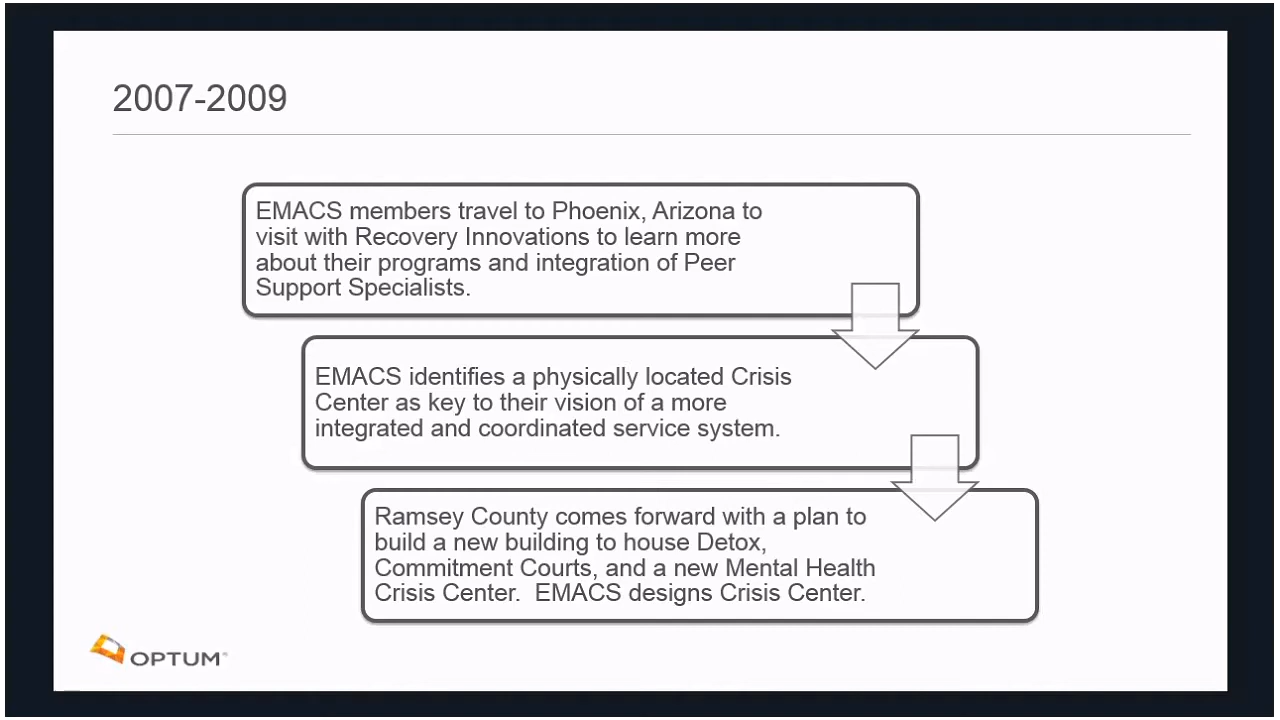 2007-2009
EMACS members travel to Phoenix, Arizona to
visit with Recovery Innovations to learn more
about their programs and integration of Peer
Support Specialists.
EMACS identifies a physically located Crisis
Center as key to their vision of a more
integrated and coordinated service system.
Ramsey County comes forward with a plan to
build a new building to house Detox,
Commitment Courts, and a new Mental Health
Crisis Center.  EMACS designs Crisis Center.
OPTUM®